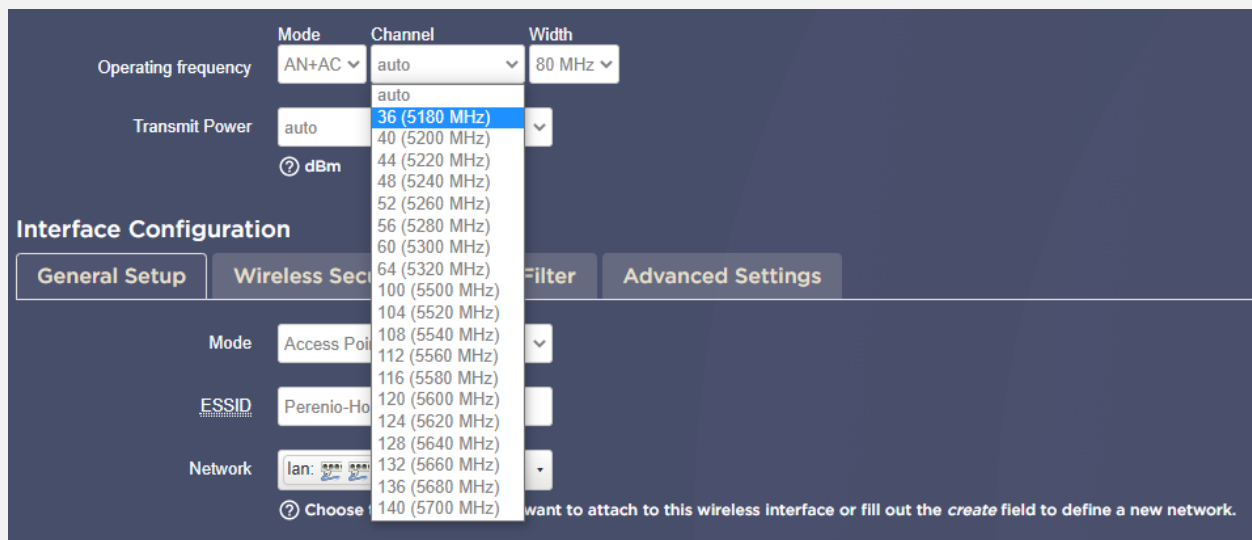 Mode Channel Width
Operating frequency AN+AC auto 80 MHz
auto
Transmit Power auto
36 (5180 MHz)
40 (5200 MHz)
44 (5220 MHz)
dBm
48 (5240 MHz)
52 (5260 MHz)
56 (5280 MHz)
Interface Configuration
60 (5300 MHz)
64 (5320 MHz)
General Setup Wireless Filter Advanced Settings
100 (5500 MHz)
104 (5520 MHz)
108 (5540 MHz)
Mode Access
112 (5560 MHz)
116 (5580 MHz)
120 (5600 MHz)
ESSID Perenio-Ho
124 (5620 MHz)
128 (5640 MHz)
132 (5660 MHz)
Network lan:
136 (5680 MHz)
140 (5700 MHz)
Choose want to attach to this wireless interface or fill out the create field to define a new network.